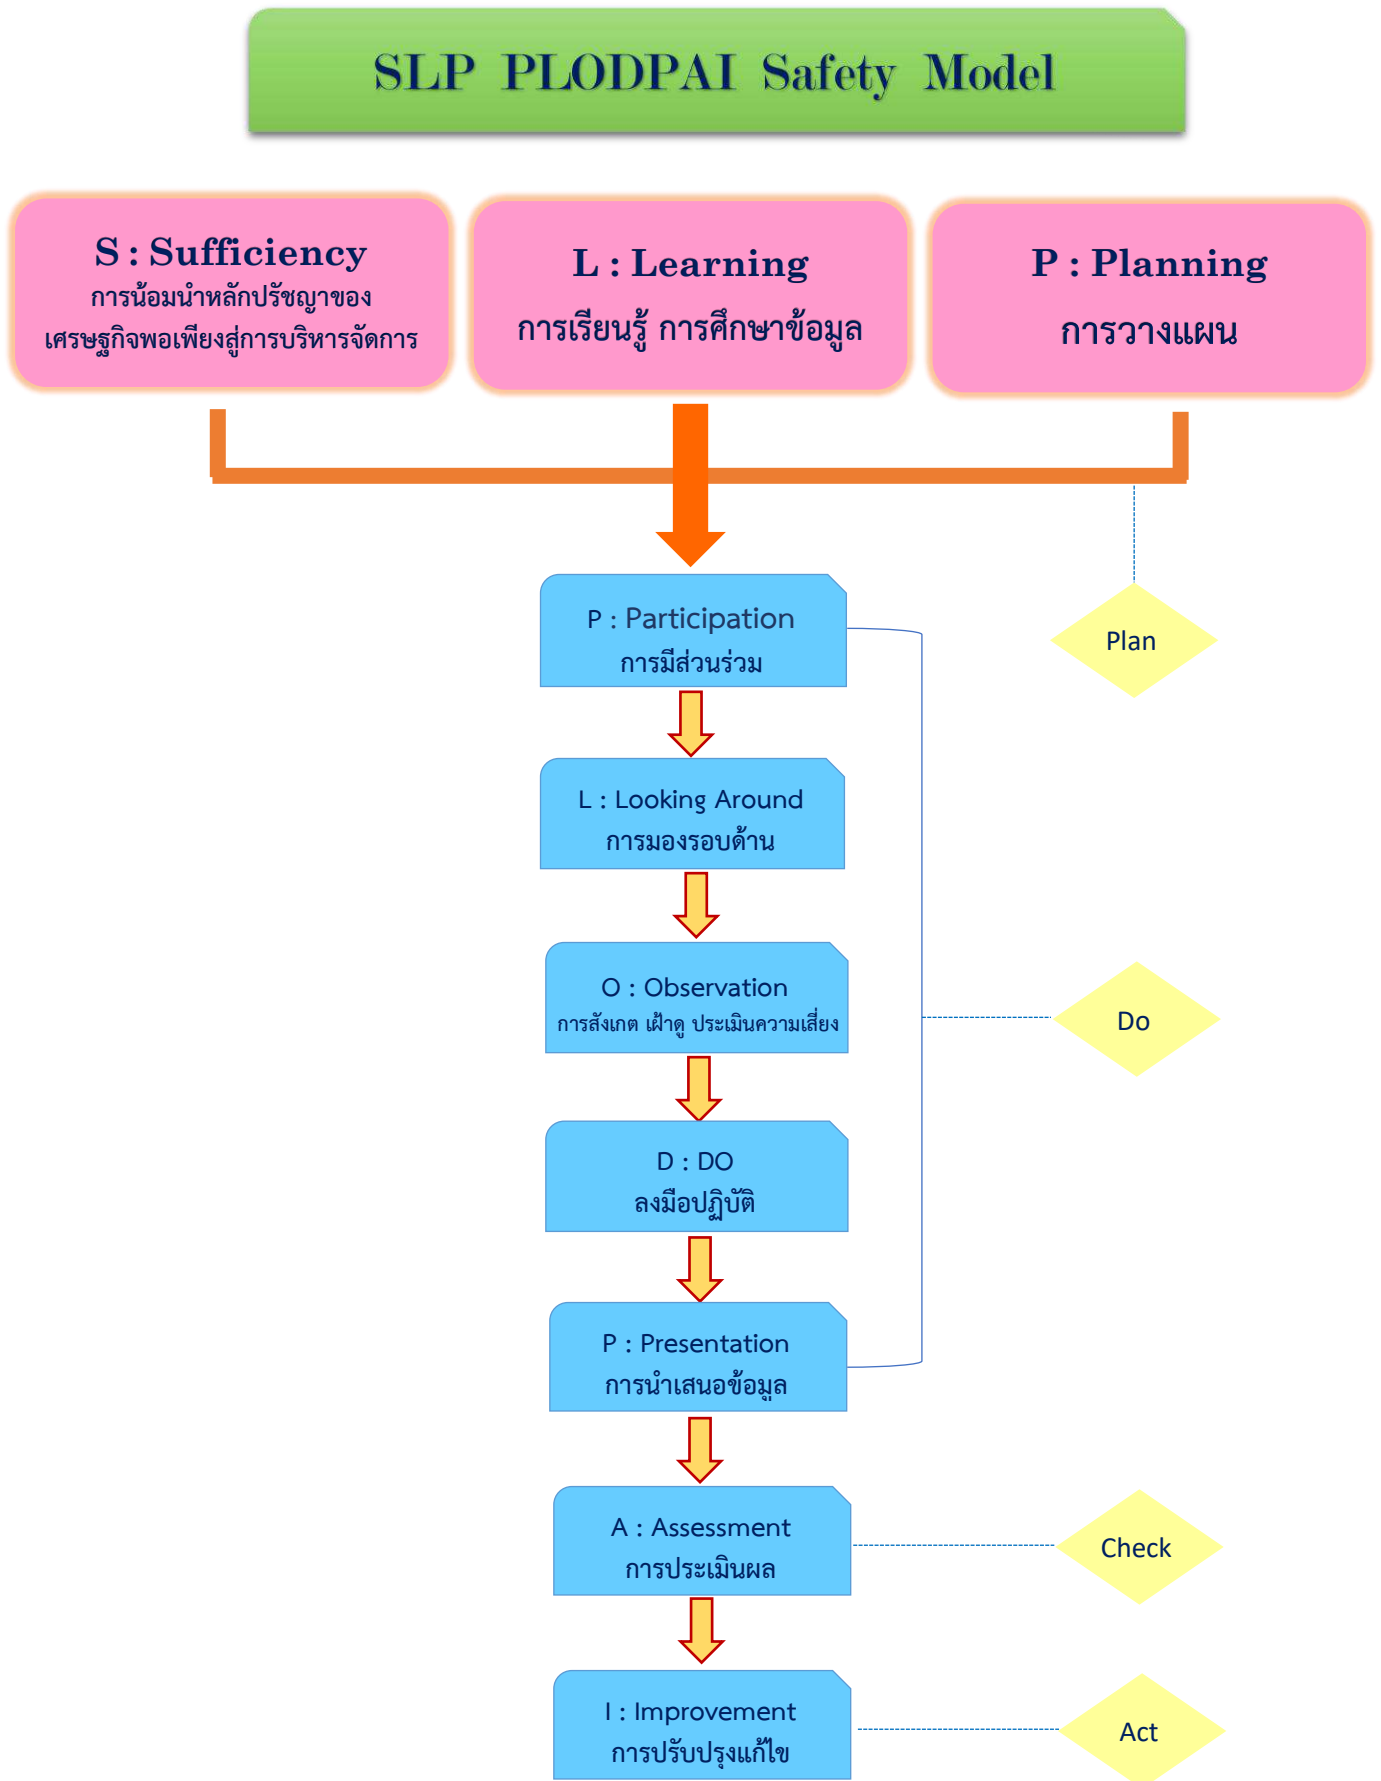 SLP PLODPAI Safety Model
S : Sufficiency
การน้อมนำหลักปรัชญาของ
เศรษฐกิจพอเพียงสู่การบริหารจัดการ
L : Learning
การเรียนรู้ การศึกษาข้อมูล
P : Planning
การวางแผน
P : Participation
การมีส่วนร่วม
Plan
L : Looking Around
การมองรอบด้าน
O : Observation
การสังเกต เฝ้าดู ประเมินความเสี่ยง
Do
D : DO
ลงมือปฏิบัติ
P : Presentation
การนำเสนอข้อมูล
A : Assessment
การประเมินผล
Check
I : Improvement
การปรับปรุงแก้ไข
Act